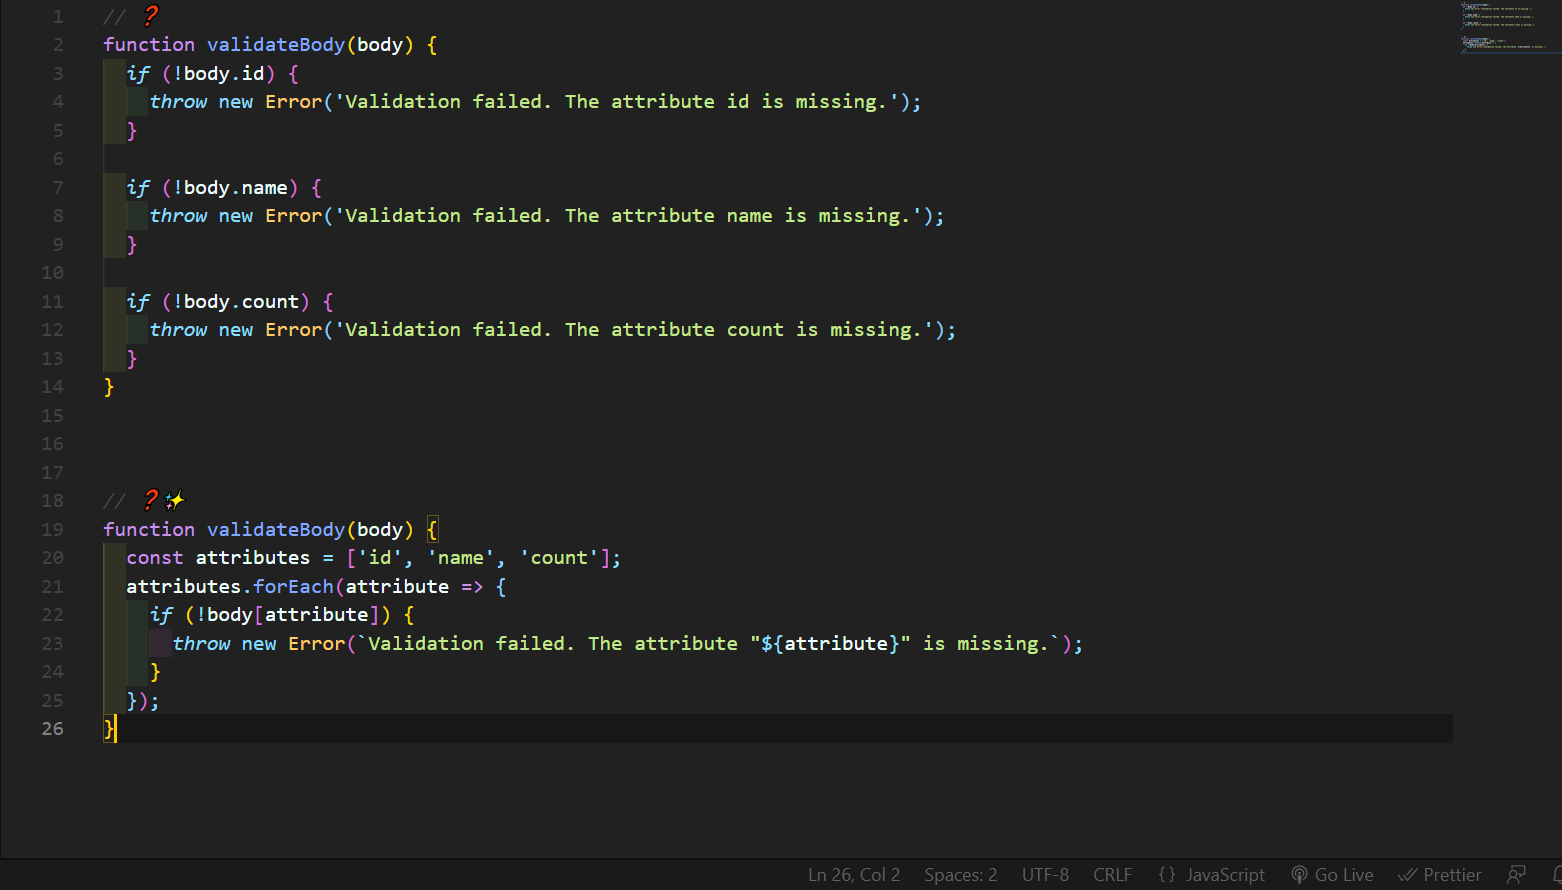 1 // ❓
2 function validateBody(body) {
3 if (!body.id) {
4 throw new Error('Validation failed. The attribute id is missing.');
5 }
6
7 if (!body.name) {
8 throw new Error('Validation failed. The attribute name is missing.');
9 }
10
11 if (!body.count) {
12 throw new Error('Validation failed. The attribute count is missing.');
13 }
14 }
15
16
17
18 // ❓✨
19 function validateBody(body) {
20 const attributes = ['id', 'name', 'count'];
21 attributes.forEach(attribute => {
22 if (!body[attribute]) {
23 throw new Error(`Validation failed. The attribute "${attribute}" is missing.`);
24 }
25 });
26 }
Ln 26, Col 2 Spaces: 2 UTF-8 CRLF {} JavaScript Go Live Prettier